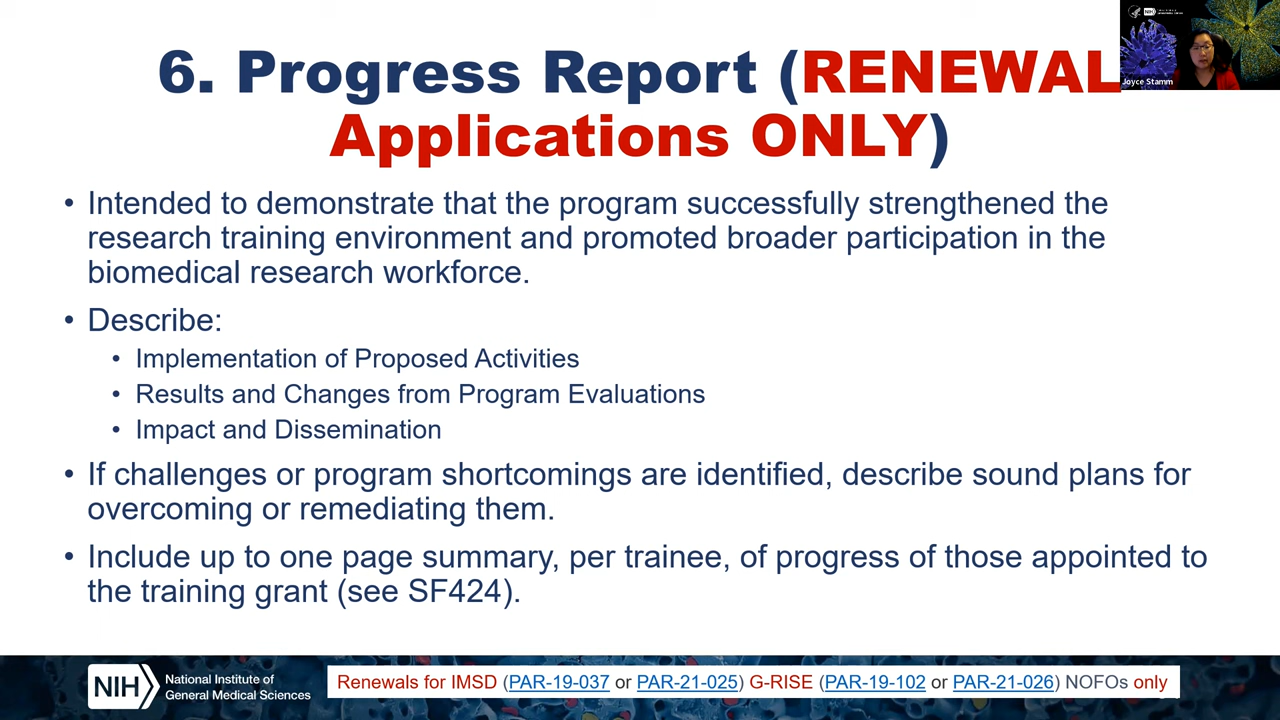 6. Progress Report (RENEWAL
Applications ONLY)
NIH
Joyce Stamm
• Intended to demonstrate that the program successfully strengthened the
research training environment and promoted broader participation in the
biomedical research workforce.
• Describe:
• Implementation of Proposed Activities
• Results and Changes from Program Evaluations
• Impact and Dissemination
• If challenges or program shortcomings are identified, describe sound plans for
overcoming or remediating them.
• Include up to one page summary, per trainee, of progress of those appointed to
the training grant (see SF424).
NIH
National Institute of
General Medical Sciences
Renewals for IMSD (PAR-19-037 or PAR-21-025) G-RISE (PAR-19-102 or PAR-21-026) NOFOs only